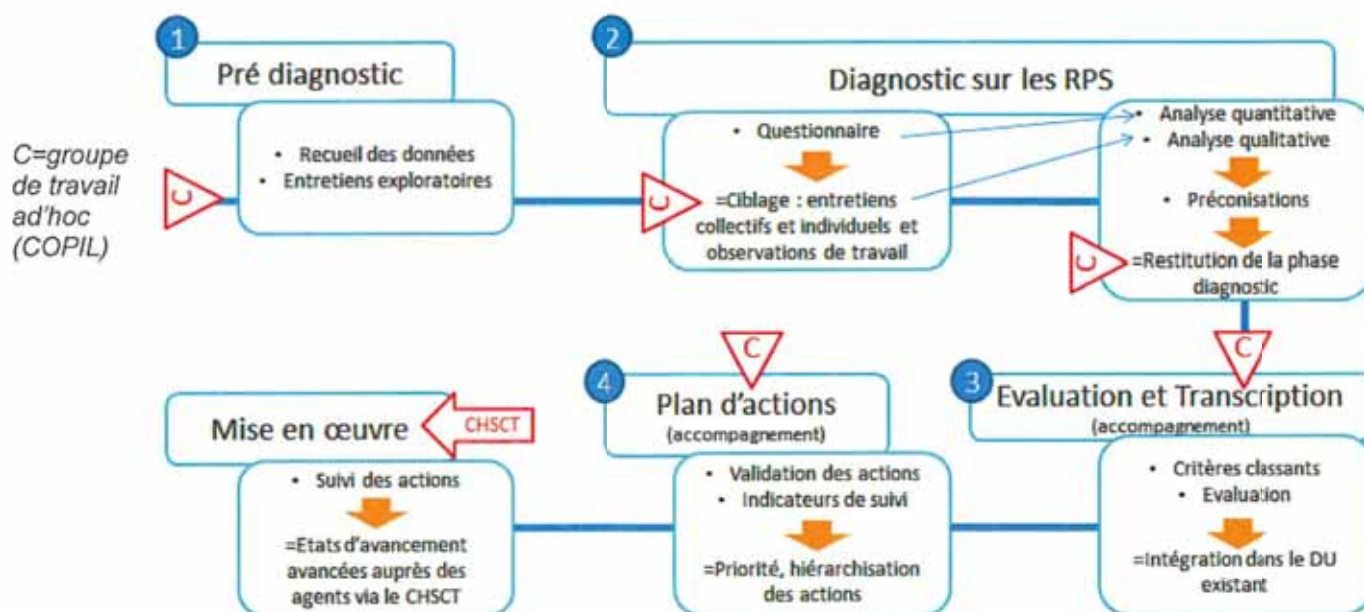 1
Pré diagnostic
• Recueil des données
• Entretiens exploratoires
C=groupe
de travail
ad'hoc
(COPIL)
C
2
Diagnostic sur les RPS
• Questionnaire
C
=Ciblage : entretiens
collectifs et individuels et
observations de travail
• Analyse quantitative
• Analyse qualitative
• Préconisations
C
=Restitution de la phase
diagnostic
C
3
Evaluation et Transcription
(accompagnement)
• Critères classants
• Evaluation
=Intégration dans le DU
existant
C
4
Plan d'actions
(accompagnement)
• Validation des actions
• Indicateurs de suivi
=Priorité, hiérarchisation
des actions
Mise en œuvre
CHSCT
• Suivi des actions
=Etats d'avancement
avancées auprès des
agents via le CHSCT